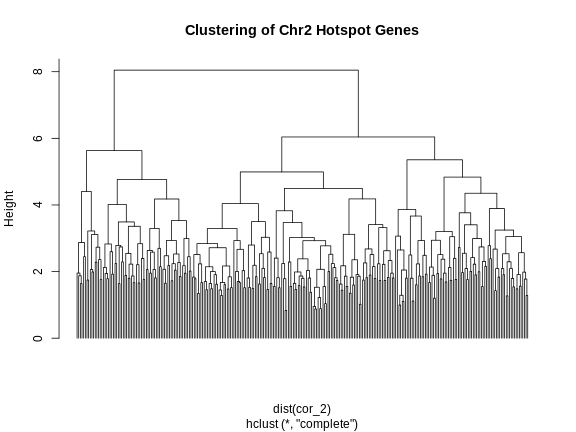 Clustering of Chr2 Hotspot Genes
Height
8
6
4
2
0
dist(cor_2)
hclust (*, "complete")